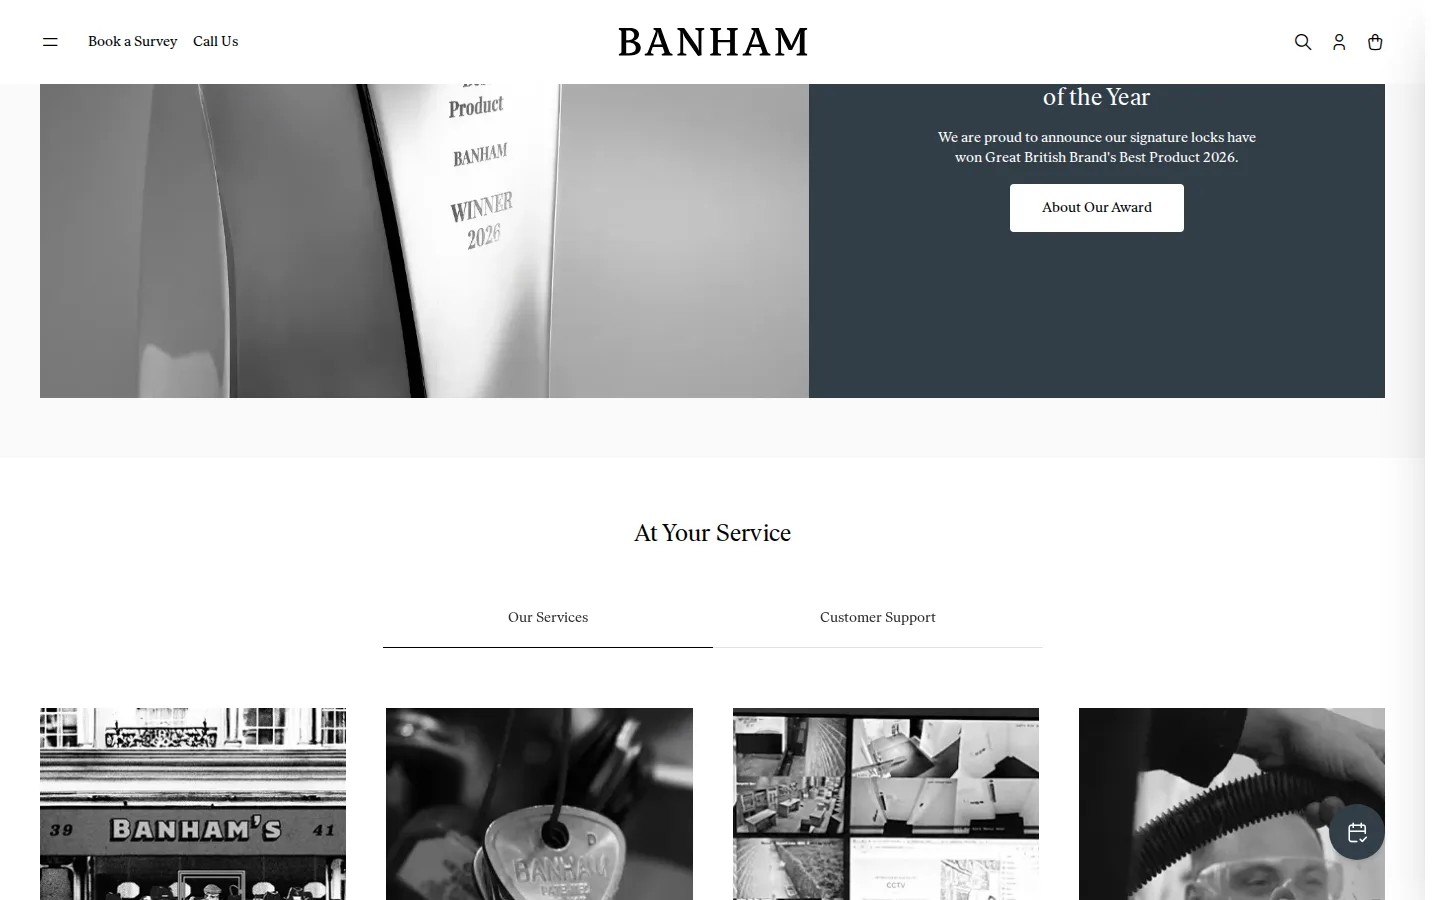 Book a Survey Call Us
BANHAM
Product
BANHAM
WINNER
2026
of the Year
We are proud to announce our signature locks have
won Great British Brand's Best Product 2026.
About Our Award
At Your Service
Our Services
Customer Support
39 BANHAM'S 41
BANHAM
PATENTED
CCTV